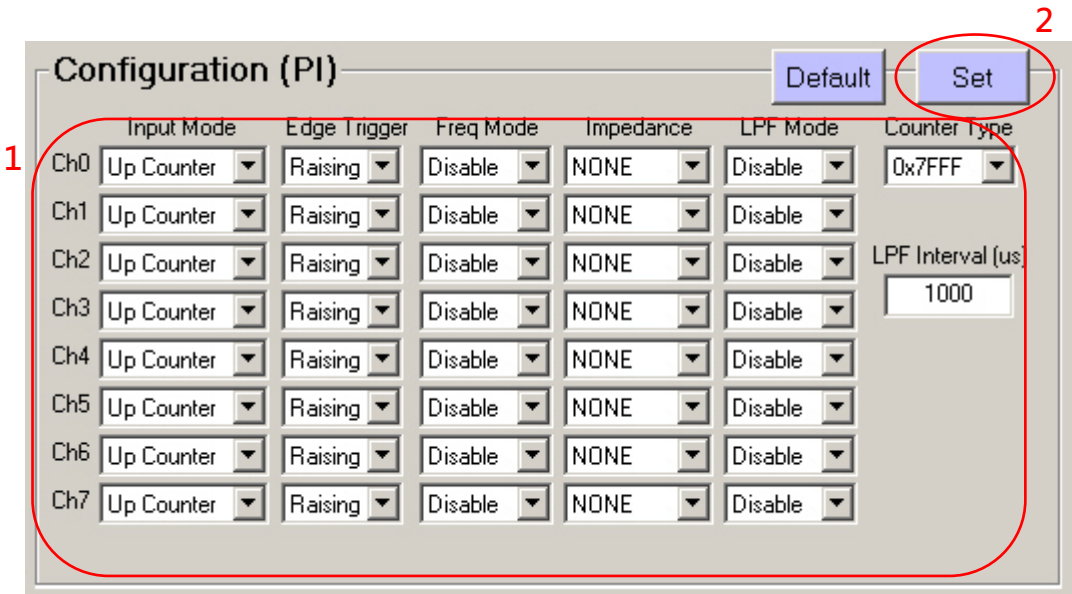 2
Configuration (PI)
Default
Set
Input Mode Edge Trigger Freq Mode Impedance LPF Mode Counter Type
1
Ch0 Up Counter Raising Disable NONE Disable 0x7FFF
Ch1 Up Counter Raising Disable NONE Disable
Ch2 Up Counter Raising Disable NONE Disable LPF Interval (us)
Ch3 Up Counter Raising Disable NONE Disable 1000
Ch4 Up Counter Raising Disable NONE Disable
Ch5 Up Counter Raising Disable NONE Disable
Ch6 Up Counter Raising Disable NONE Disable
Ch7 Up Counter Raising Disable NONE Disable